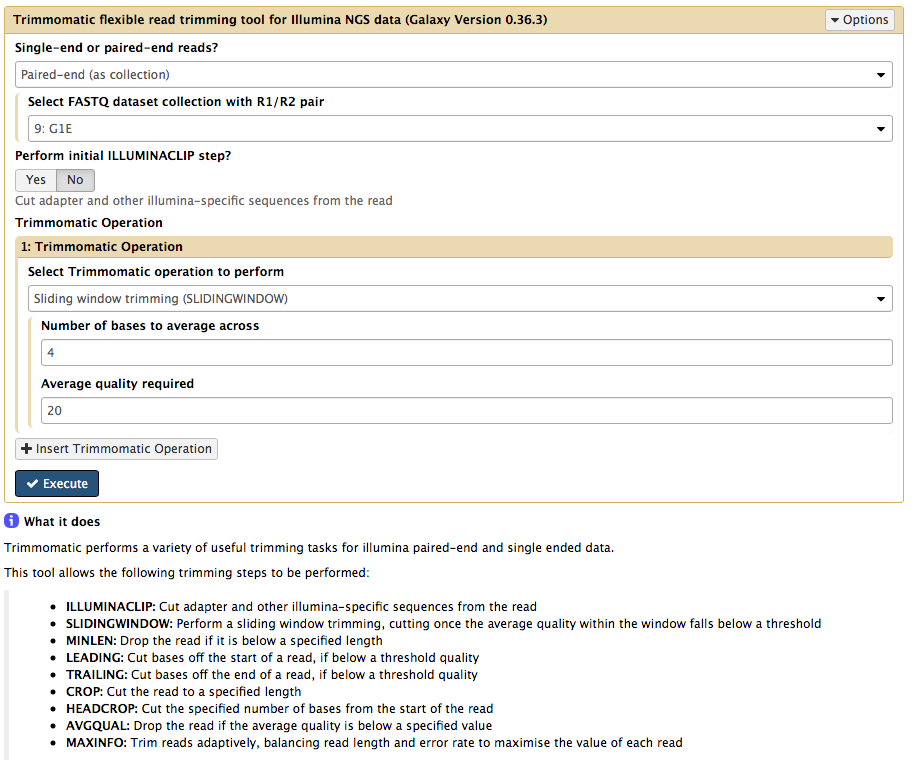 Trimmomatic flexible read trimming tool for Illumina NGS data (Galaxy Version 0.36.3)
Options
Single-end or paired-end reads?
Paired-end (as collection)
Select FASTQ dataset collection with R1/R2 pair
9: G1E
Perform initial ILLUMINACLIP step?
Yes No
Cut adapter and other illumina-specific sequences from the read
Trimmomatic Operation
1: Trimmomatic Operation
Select Trimmomatic operation to perform
Sliding window trimming (SLIDINGWINDOW)
Number of bases to average across
4
Average quality required
20
Insert Trimmomatic Operation
Execute
What it does
Trimmomatic performs a variety of useful trimming tasks for illumina paired-end and single ended data.
This tool allows the following trimming steps to be performed:
• ILLUMINACLIP: Cut adapter and other illumina-specific sequences from the read
• SLIDINGWINDOW: Perform a sliding window trimming, cutting once the average quality within the window falls below a threshold
• MINLEN: Drop the read if it is below a specified length
• LEADING: Cut bases off the start of a read, if below a threshold quality
• TRAILING: Cut bases off the end of a read, if below a threshold quality
• CROP: Cut the read to a specified length
• HEADCROP: Cut the specified number of bases from the start of the read
• AVGQUAL: Drop the read if the average quality is below a specified value
• MAXINFO: Trim reads adaptively, balancing read length and error rate to maximise the value of each read